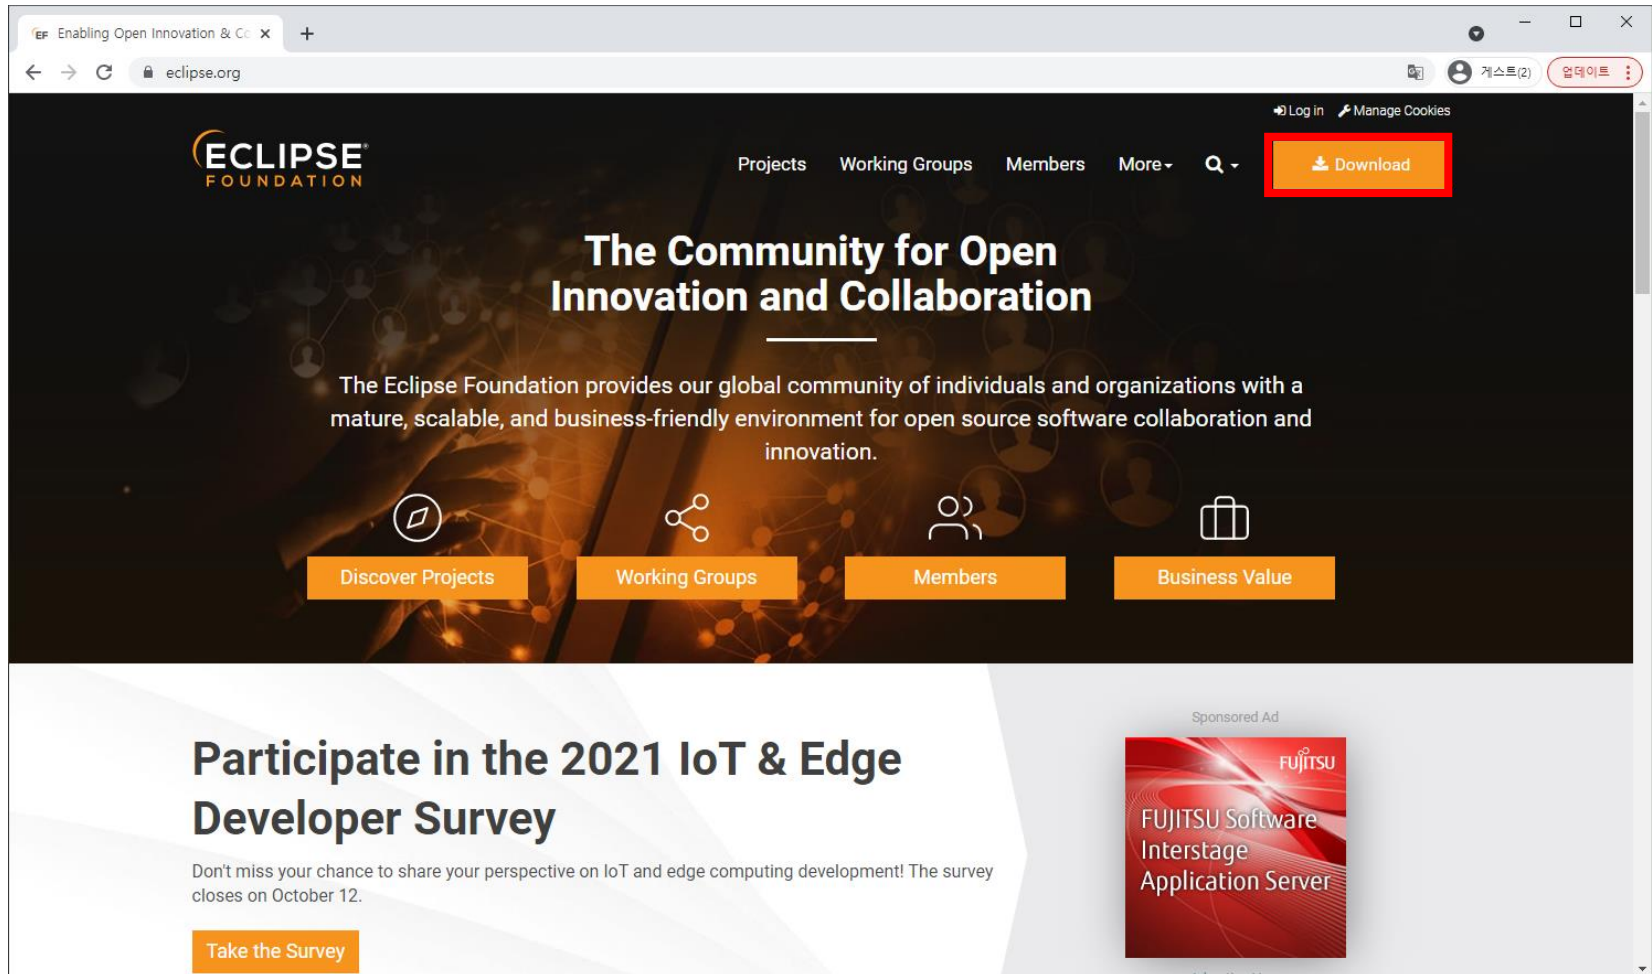 EF Enabling Open Innovation & Co
eclipse.org
게스트(2)
업데이트
Log in
Manage Cookies
ECLIPSE®
FOUNDATION
Projects
Working Groups
Members
More
Download
The Community for Open
Innovation and Collaboration
The Eclipse Foundation provides our global community of individuals and organizations with a
mature, scalable, and business-friendly environment for open source software collaboration and
innovation.
Discover Projects
Working Groups
Members
Business Value
Participate in the 2021 IoT & Edge
Developer Survey
Don't miss your chance to share your perspective on IoT and edge computing development! The survey
closes on October 12.
Take the Survey
Sponsored Ad
FUJITSU
FUJITSU Software
Interstage
Application Server